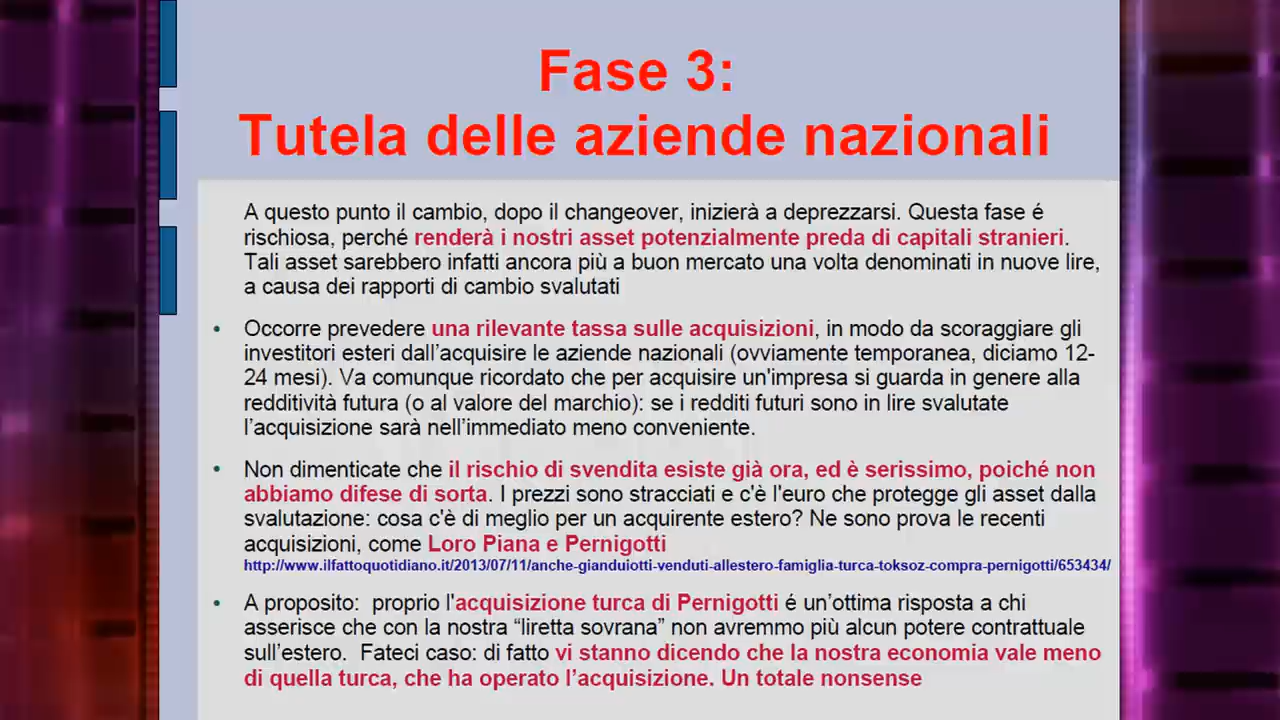 Fase 3:
Tutela delle aziende nazionali
A questo punto il cambio, dopo il changeover, inizierà a deprezzarsi. Questa fase é
rischiosa, perché renderà i nostri asset potenzialmente preda di capitali stranieri.
Tali asset sarebbero infatti ancora più a buon mercato una volta denominati in nuove lire,
a causa dei rapporti di cambio svalutati
• Occorre prevedere una rilevante tassa sulle acquisizioni, in modo da scoraggiare gli
investitori esteri dall’acquisire le aziende nazionali (ovviamente temporanea, diciamo 12-
24 mesi). Va comunque ricordato che per acquisire un'impresa si guarda in genere alla
redditività futura (o al valore del marchio): se i redditi futuri sono in lire svalutate
l’acquisizione sarà nell’immediato meno conveniente.
• Non dimenticate che il rischio di svendita esiste già ora, ed è serissimo, poiché non
abbiamo difese di sorta. I prezzi sono stracciati e c'è l'euro che protegge gli asset dalla
svalutazione: cosa c'è di meglio per un acquirente estero? Ne sono prova le recenti
acquisizioni, come Loro Piana e Pernigotti
http://www.ilfattoquotidiano.it/2013/07/11/anche-gianduiotti-venduti-allestero-famiglia-turca-toksoz-compra-pernigotti/653434/
• A proposito: proprio l'acquisizione turca di Pernigotti é un’ottima risposta a chi
asserisce che con la nostra “liretta sovrana” non avremmo più alcun potere contrattuale
sull’estero. Fateci caso: di fatto vi stanno dicendo che la nostra economia vale meno
di quella turca, che ha operato l’acquisizione. Un totale nonsense